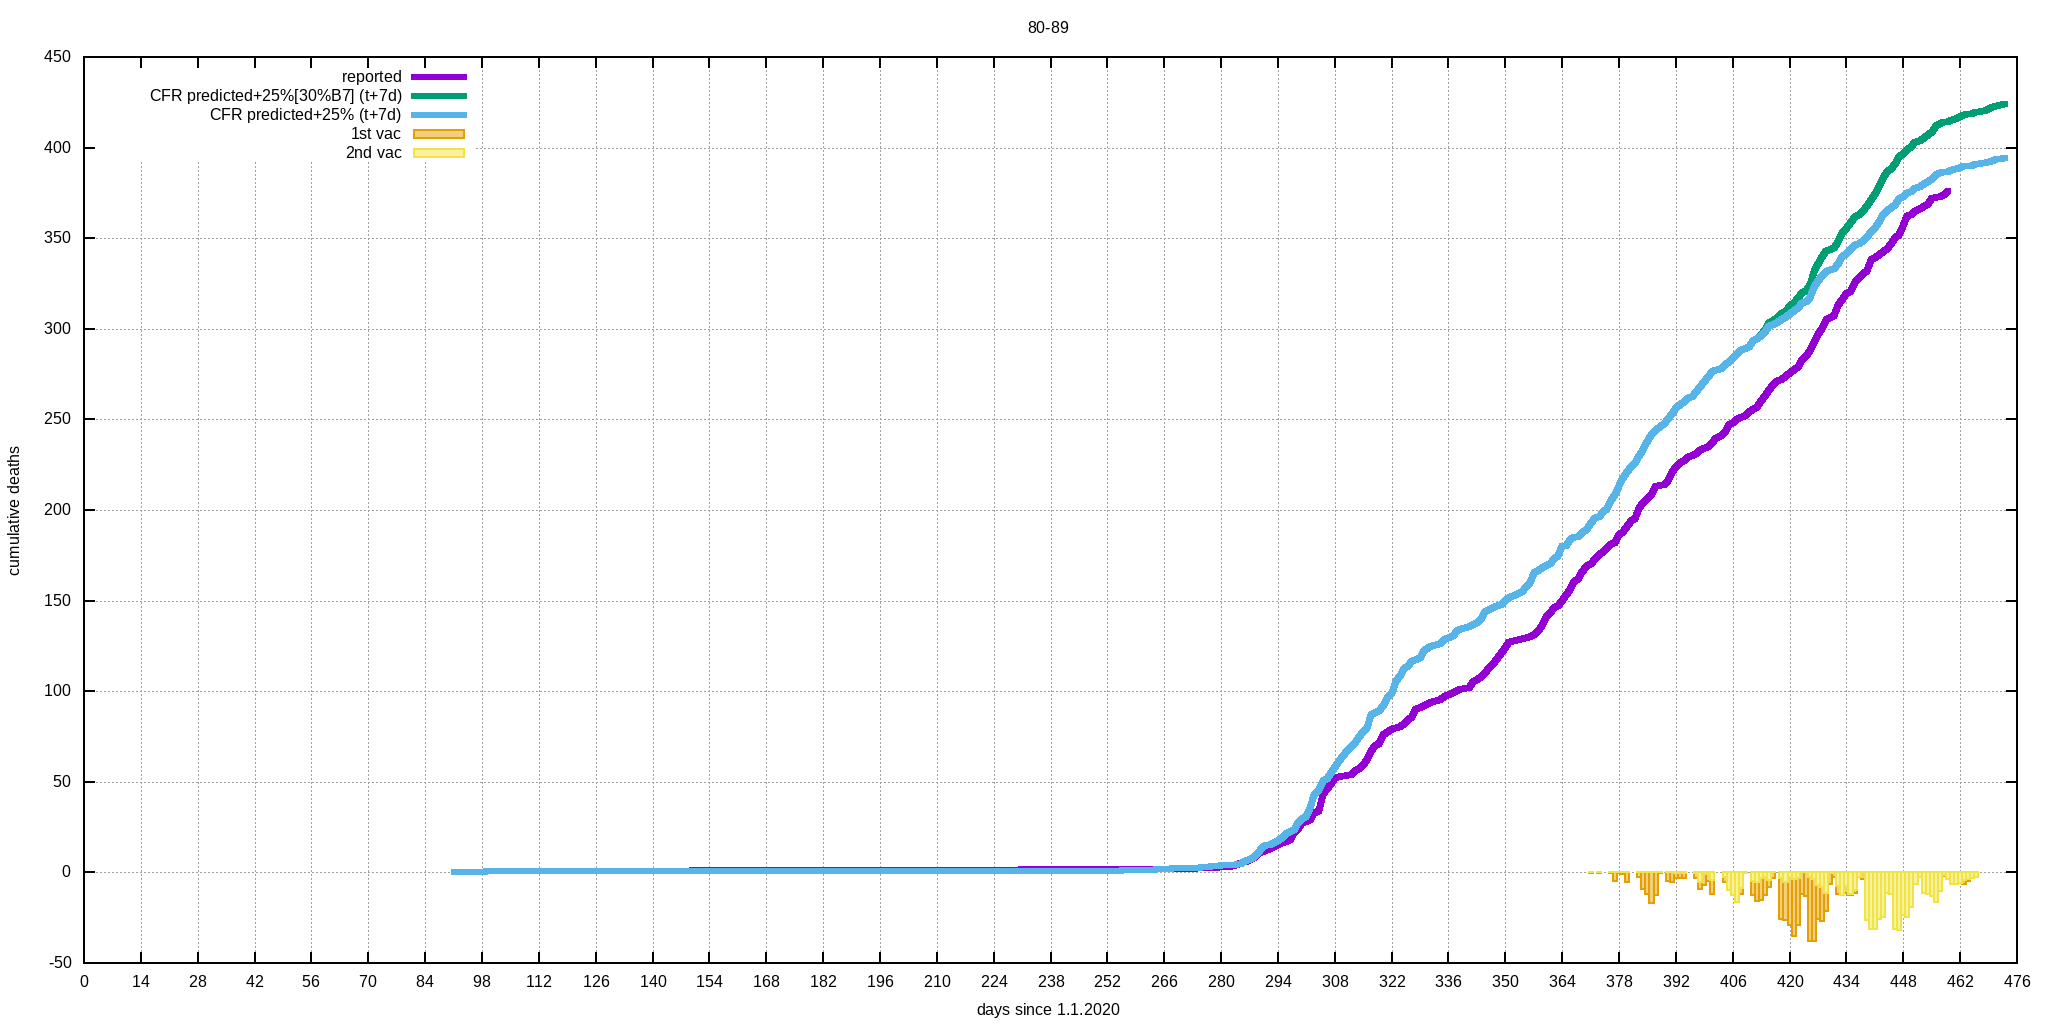 80-89
450
400
350
300
250
200
150
100
50
0
-50
cumulative deaths
reported
CFR predicted+25%[30%B7] (t+7d)
CFR predicted+25% (t+7d)
1st vac
2nd vac
0 14 28 42 56 70 84 98 112 126 140 154 168 182 196 210 224 238 252 266 280 294 308 322 336 350 364 378 392 406 420 434 448 462 476
days since 1.1.2020